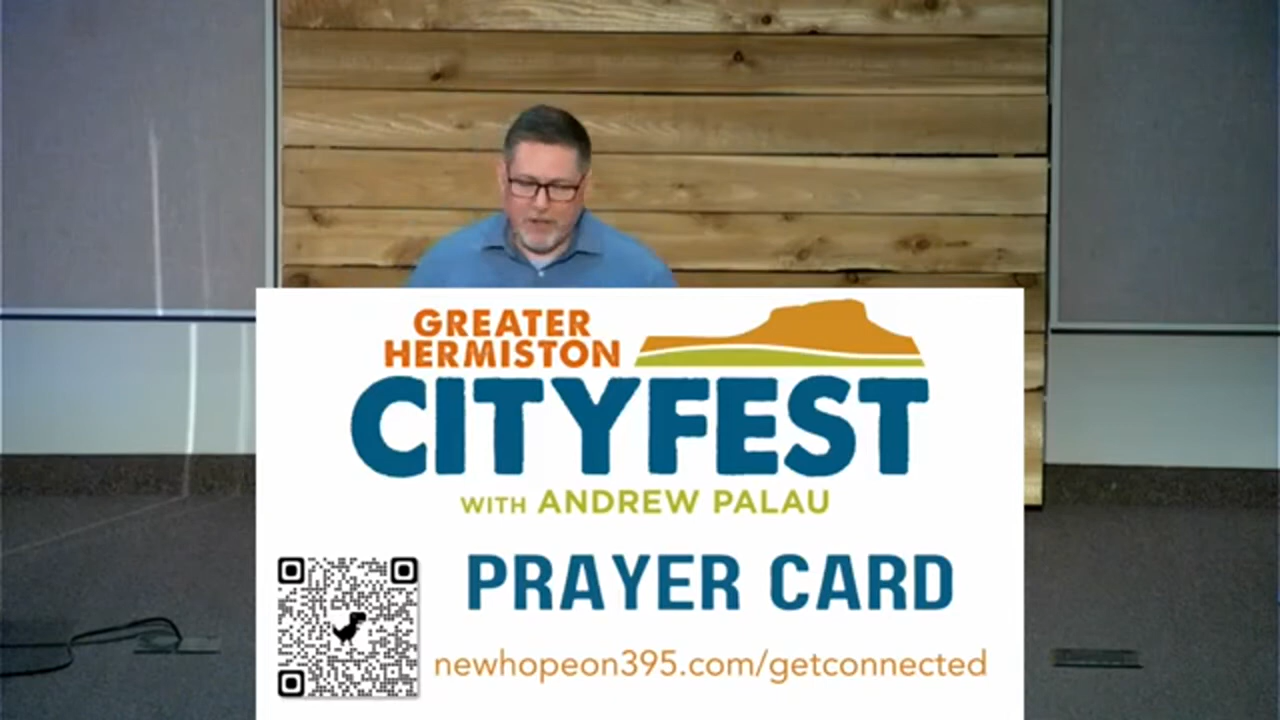 GREATER
HERMISTON
CITYFEST
WITH ANDREW PALAU
PRAYER CARD
newhopeon395.com/getconnected